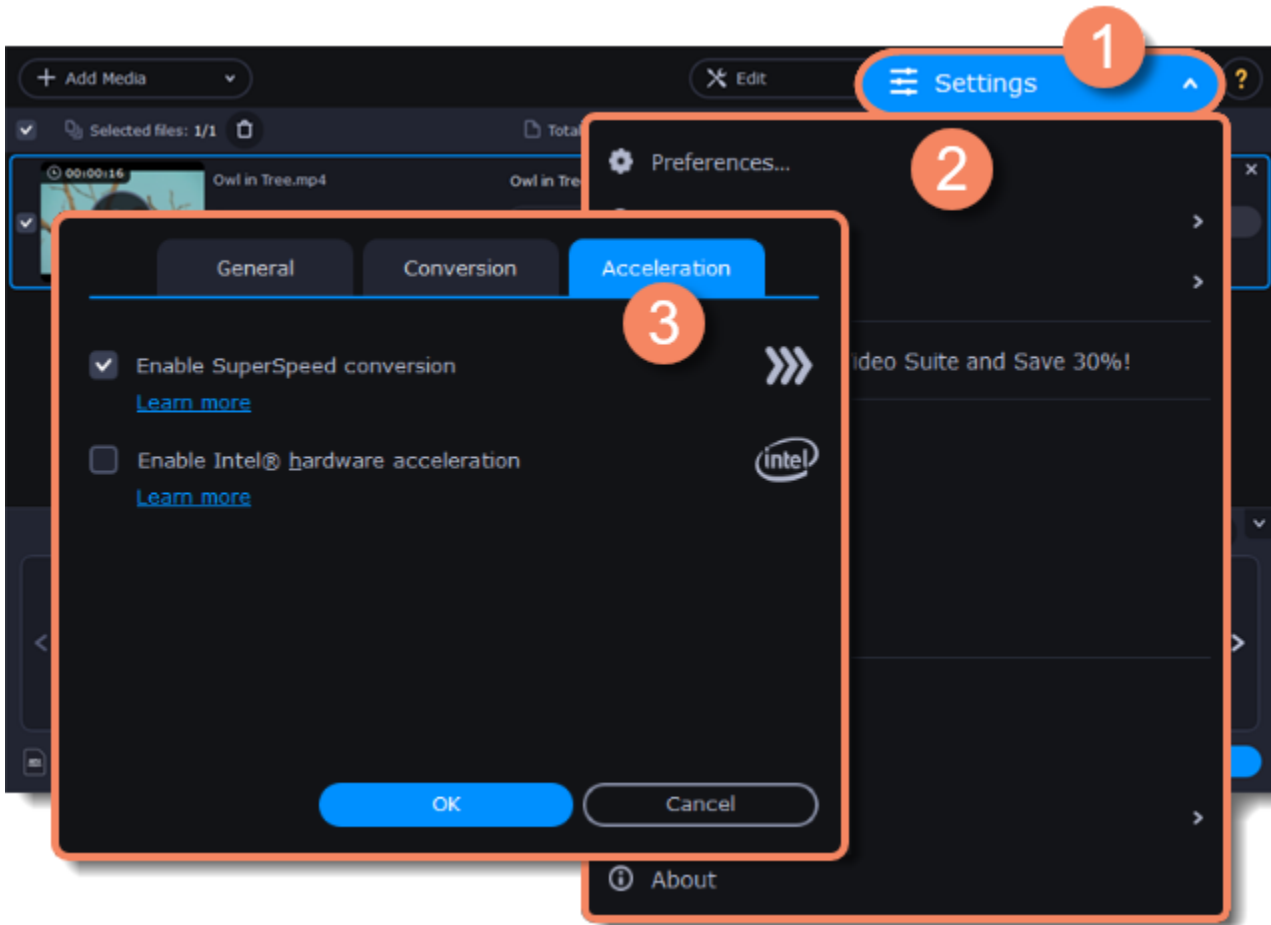 1
+ Add Media
Edit
Settings
?
Selected files: 1/1
Total
2
Preferences...
00:00:16
Owl in Tree.mp4
Owl in Tre
General
Conversion
Acceleration
3
Enable SuperSpeed conversion
Learn more
ideo Suite and Save 30%!
Enable Intel® hardware acceleration
intel
Learn more
OK
Cancel
About